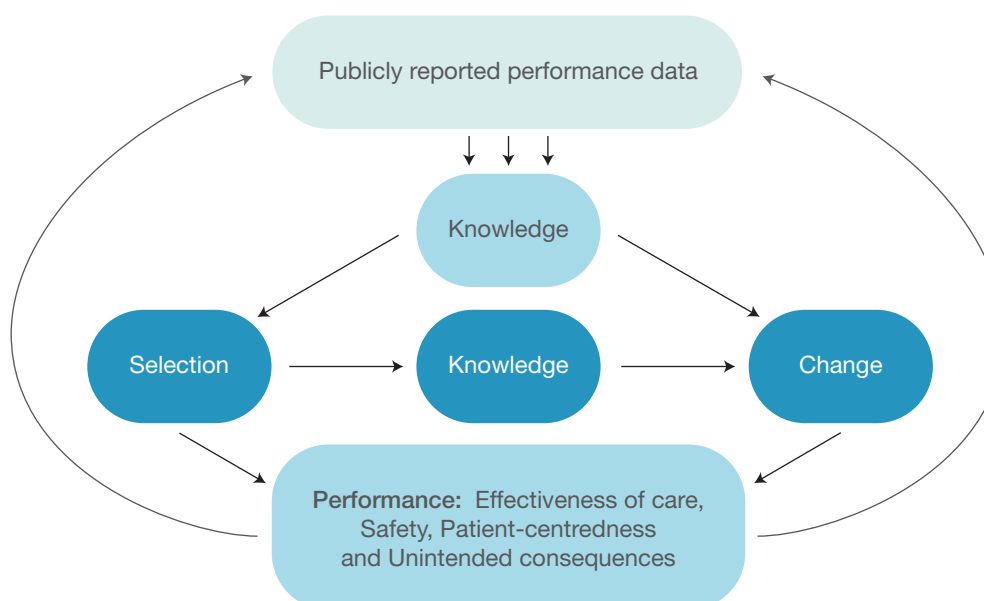 Publicly reported performance data
Knowledge
Selection
Knowledge
Change
Performance: Effectiveness of care,
Safety, Patient-centredness
and Unintended consequences